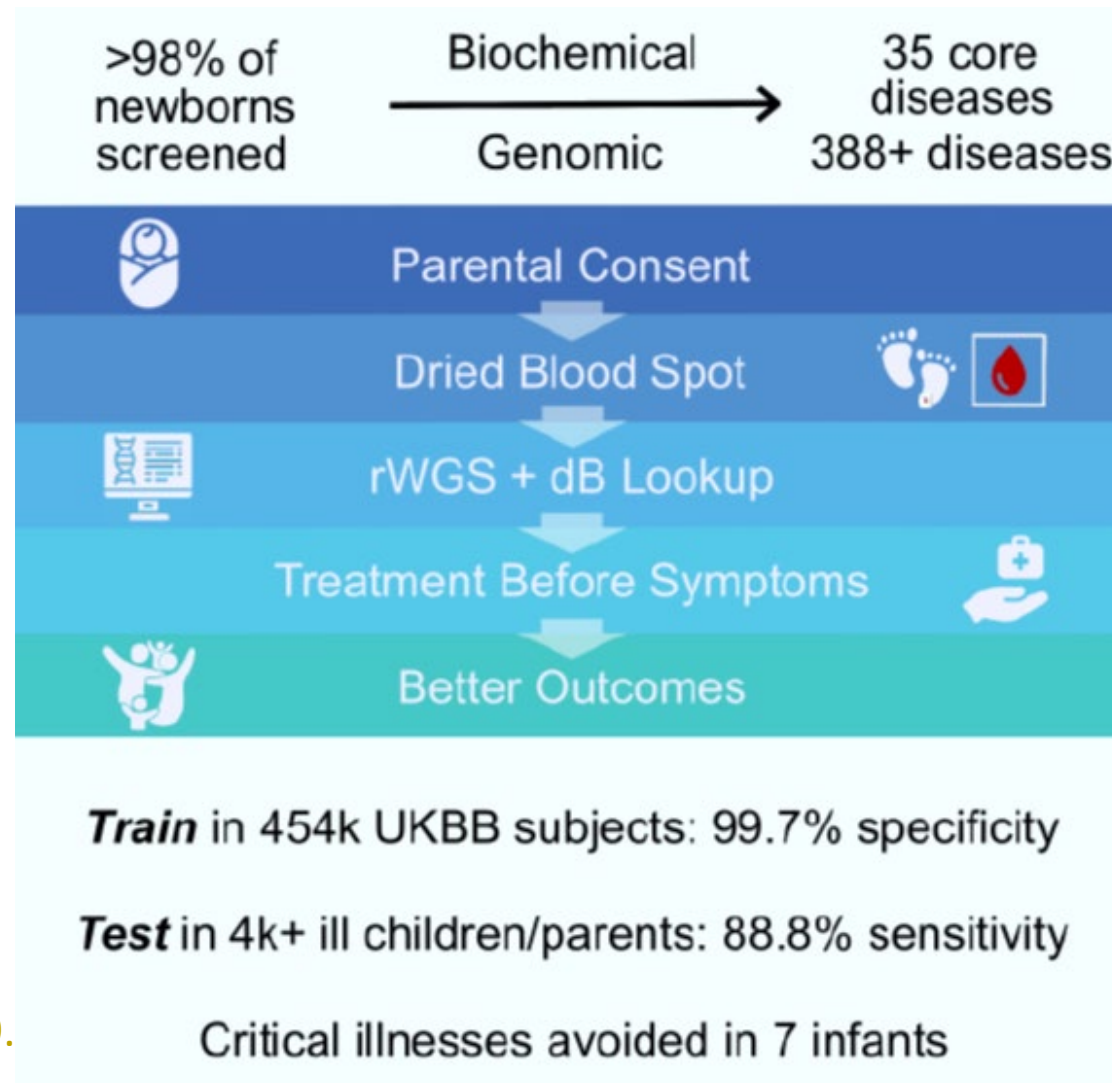 >98% of newborns screened
Biochemical
Genomic
35 core diseases
388+ diseases
Parental Consent
Dried Blood Spot
rWGS + dB Lookup
Treatment Before Symptoms
Better Outcomes
Train in 454k UKBB subjects: 99.7% specificity
Test in 4k+ ill children/parents: 88.8% sensitivity
Critical illnesses avoided in 7 infants